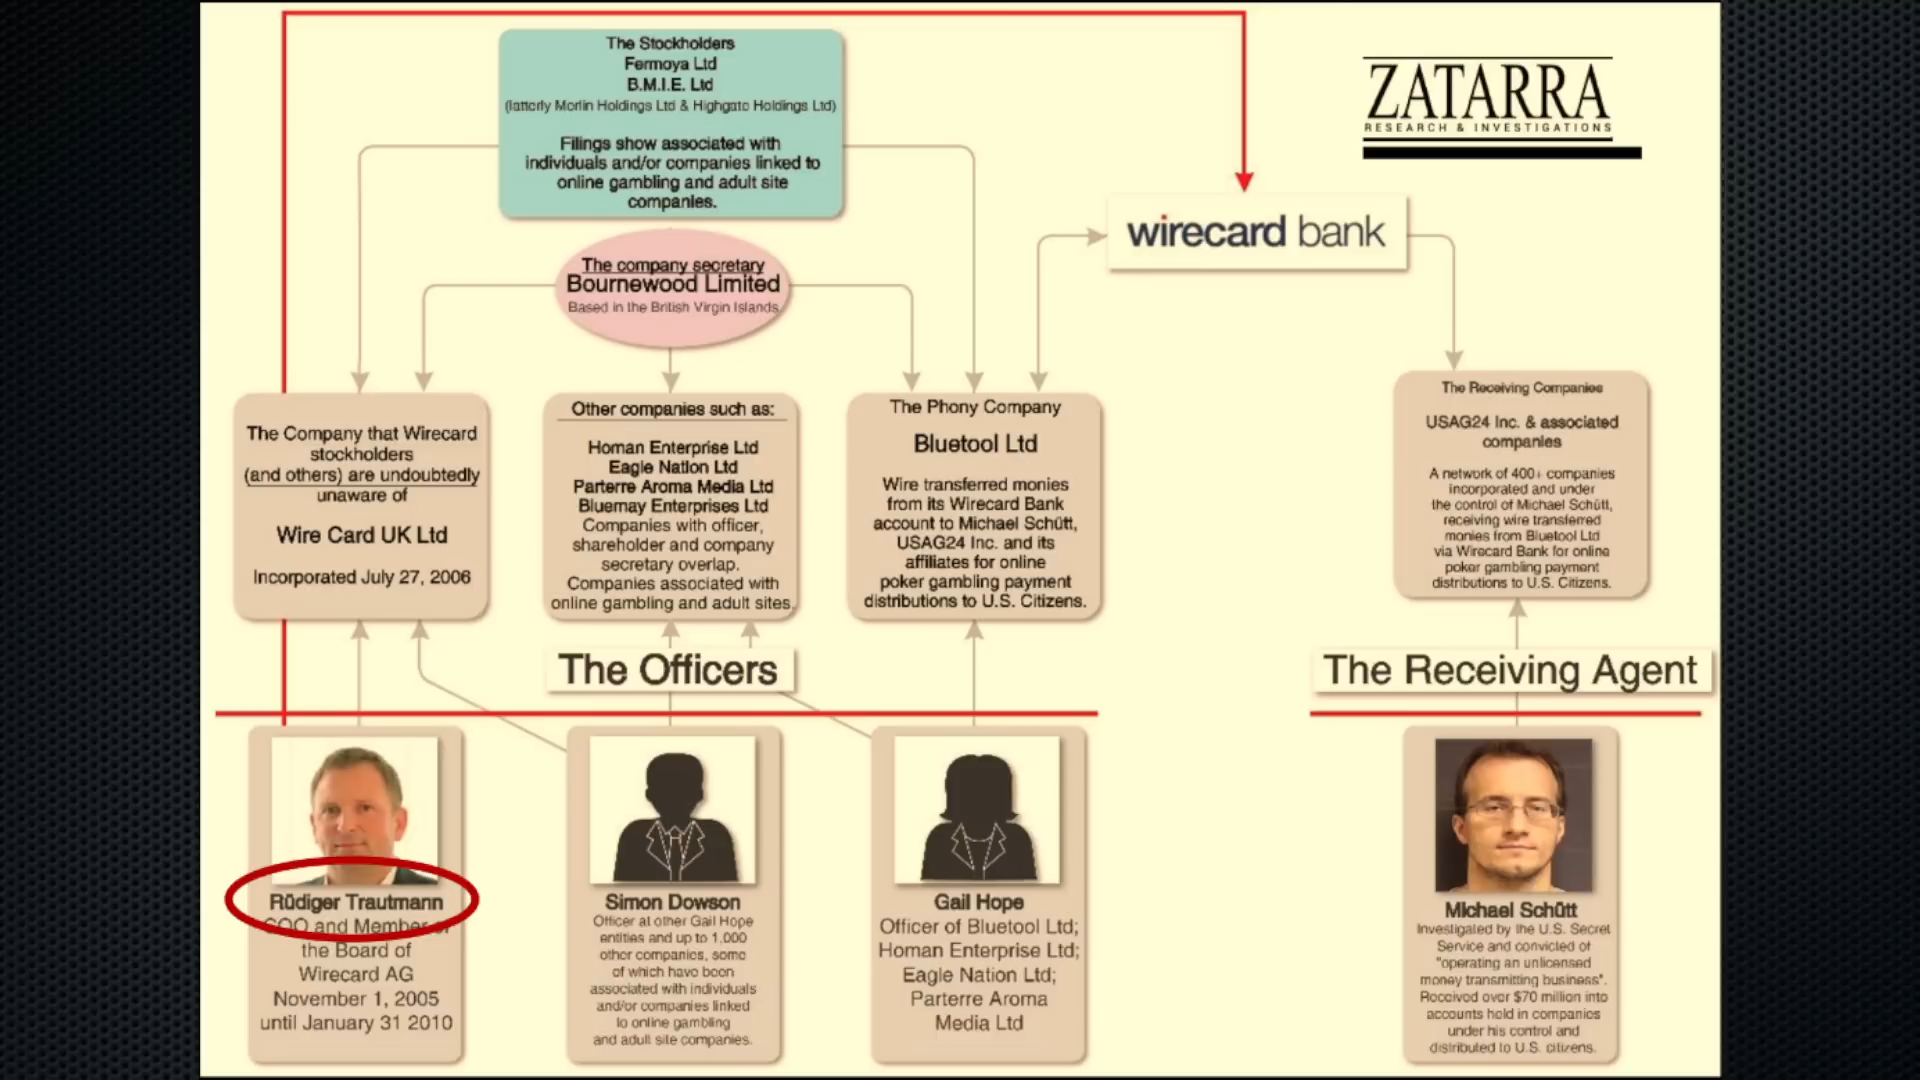 The Stockholders
Fermoya Ltd
B.M.I.E. Ltd
(latterly Morlin Holdings Ltd & Highgate Holdings Ltd)
Filings show associated with
individuals and/or companies linked to
online gambling and adult site
companies.
ZATARRA
RESEARCH & INVESTIGATIONS
wirecard bank
The company secretary
Bournewood Limited
Based in the British Virgin Islands
The Company that Wirecard
stockholders
(and others) are undoubtedly
unaware of
Wire Card UK Ltd
Incorporated July 27, 2006
Other companies such as:
Homan Enterprise Ltd
Eagle Nation Ltd
Parterre Aroma Media Ltd
Bluemay Enterprises Ltd
Companies with officer,
shareholder and company
secretary overlap.
Companies associated with
online gambling and adult sites.
The Phony Company
Bluetool Ltd
Wire transferred monies
from its Wirecard Bank
account to Michael Schütt,
USAG24 Inc. and its
affiliates for online
poker gambling payment
distributions to U.S. Citizens.
The Receiving Companies
USAG24 Inc. & associated
companies
A network of 400+ companies
incorporated and under
the control of Michael Schütt,
receiving wire transferred
monies from Bluetool Ltd
via Wirecard Bank for online
poker gambling payment
distributions to U.S. Citizens.
The Officers
The Receiving Agent
Rüdiger Trautmann
COO and Member of
the Board of
Wirecard AG
November 1, 2005
until January 31 2010
Simon Dowson
Officer at other Gail Hope
entities and up to 1,000
other companies, some
of which have been
associated with individuals
and/or companies linked
to online gambling
and adult site companies.
Gail Hope
Officer of Bluetool Ltd;
Homan Enterprise Ltd;
Eagle Nation Ltd;
Parterre Aroma
Media Ltd
Michael Schütt
Investigated by the U.S. Secret
Service and convicted of
"operating an unlicensed
money transmitting business".
Received over $70 million into
accounts held in companies
under his control and
distributed to U.S. citizens.